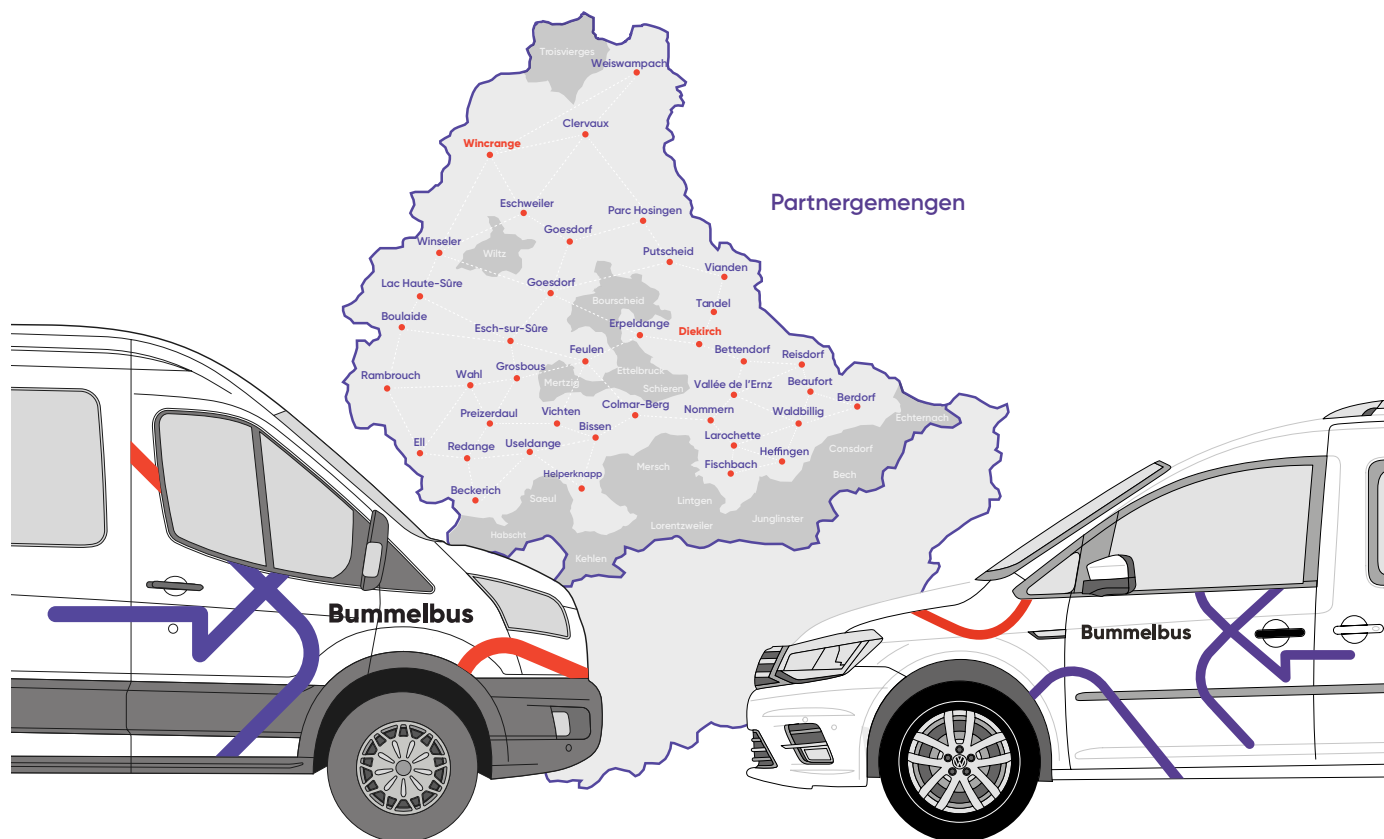 Troisvierges
Weiswampach
Clervaux
Wincrange
Partnergemengen
Eschweiler
Parc Hosingen
Goesdorf
Winseler
Wiltz
Putscheid
Vianden
Lac Haute-Sûre
Goesdorf
Bourscheid
Tandel
Boulaide
Esch-sur-Sûre
Erpeldange
Diekirch
Feulen
Bettendorf
Reisdorf
Rambrouch
Wahl
Grosbous
Mertzig
Ettelbruck
Schieren
Vallée de l'Ernz
Beaufort
Berdorf
Preizerdaul
Vichten
Colmar-Berg
Nommern
Waldbillig
Echternach
Bissen
Ell
Redange
Useldange
Larochette
Consdorf
Heffingen
Mersch
Fischbach
Helperknapp
Bech
Beckerich
Saeul
Lintgen
Junglinster
Lorentzweiler
Habscht
Kehlen
Bummelbus
Bummelbus